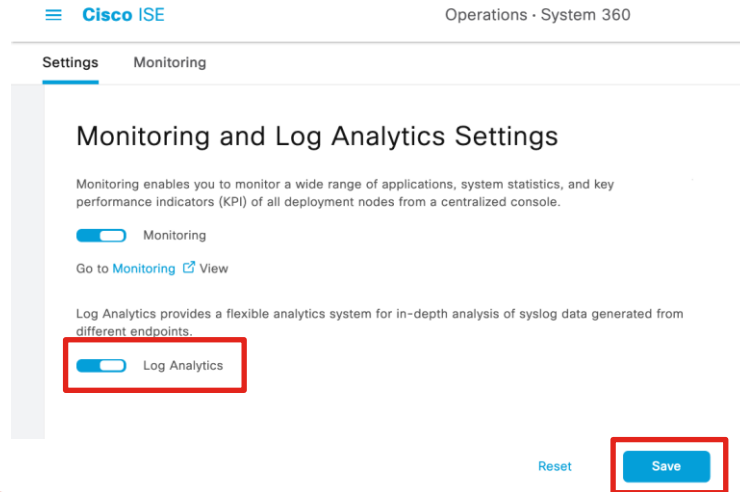 Cisco ISE
Operations · System 360
Settings
Monitoring
Monitoring and Log Analytics Settings
Monitoring enables you to monitor a wide range of applications, system statistics, and key
performance indicators (KPI) of all deployment nodes from a centralized console.
Monitoring
Go to Monitoring View
Log Analytics provides a flexible analytics system for in-depth analysis of syslog data generated from
different endpoints.
Log Analytics
Reset
Save